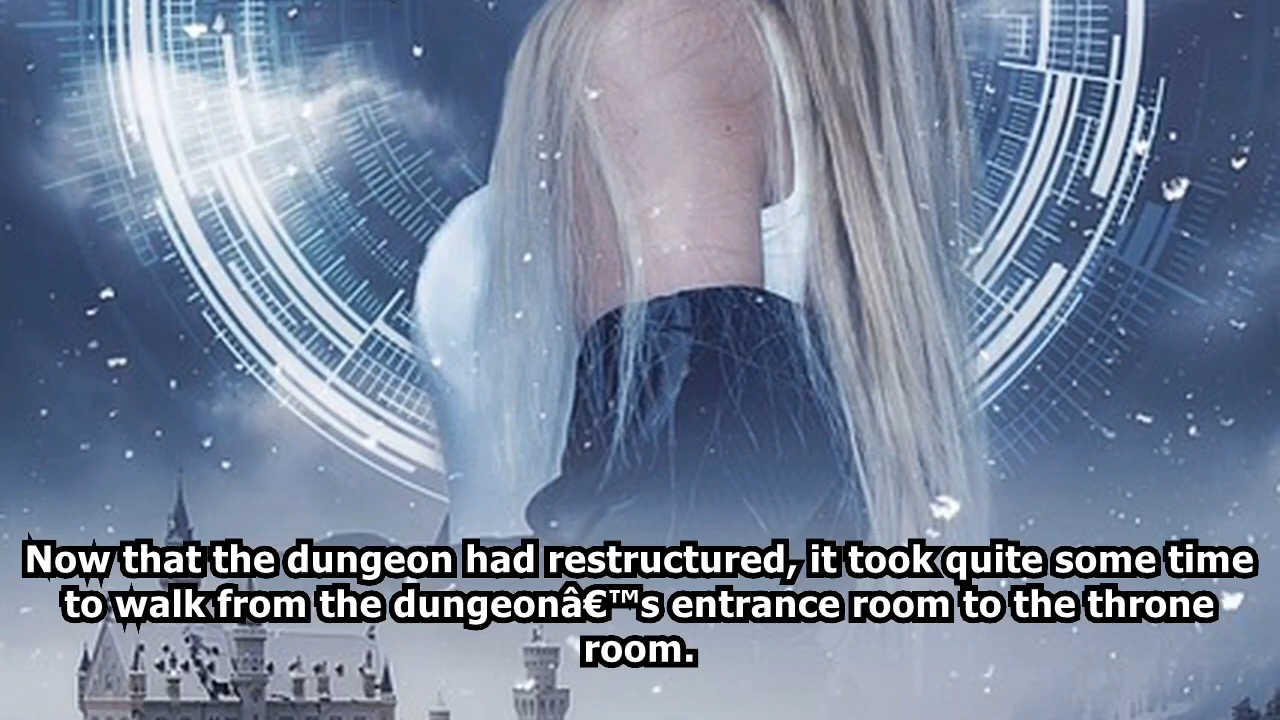 Now that the dungeon had restructured, it took quite some time
to walk from the dungeonâ€™s entrance room to the throne
room.